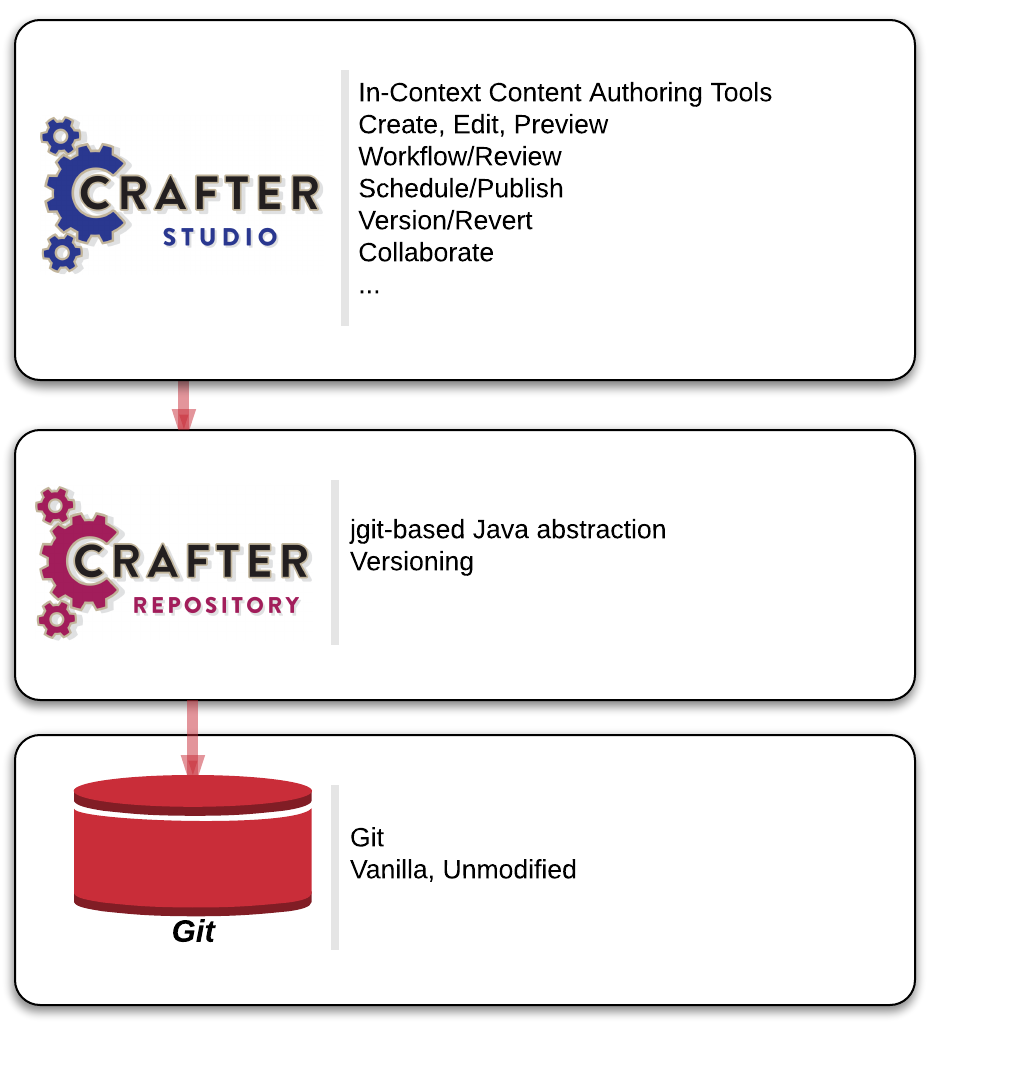 In-Context Content Authoring Tools
Create, Edit, Preview
Workflow/Review
Schedule/Publish
Version/Revert
Collaborate
...
CRAFTER
STUDIO
jgit-based Java abstraction
Versioning
CRAFTER
REPOSITORY
Git
Vanilla, Unmodified
Git